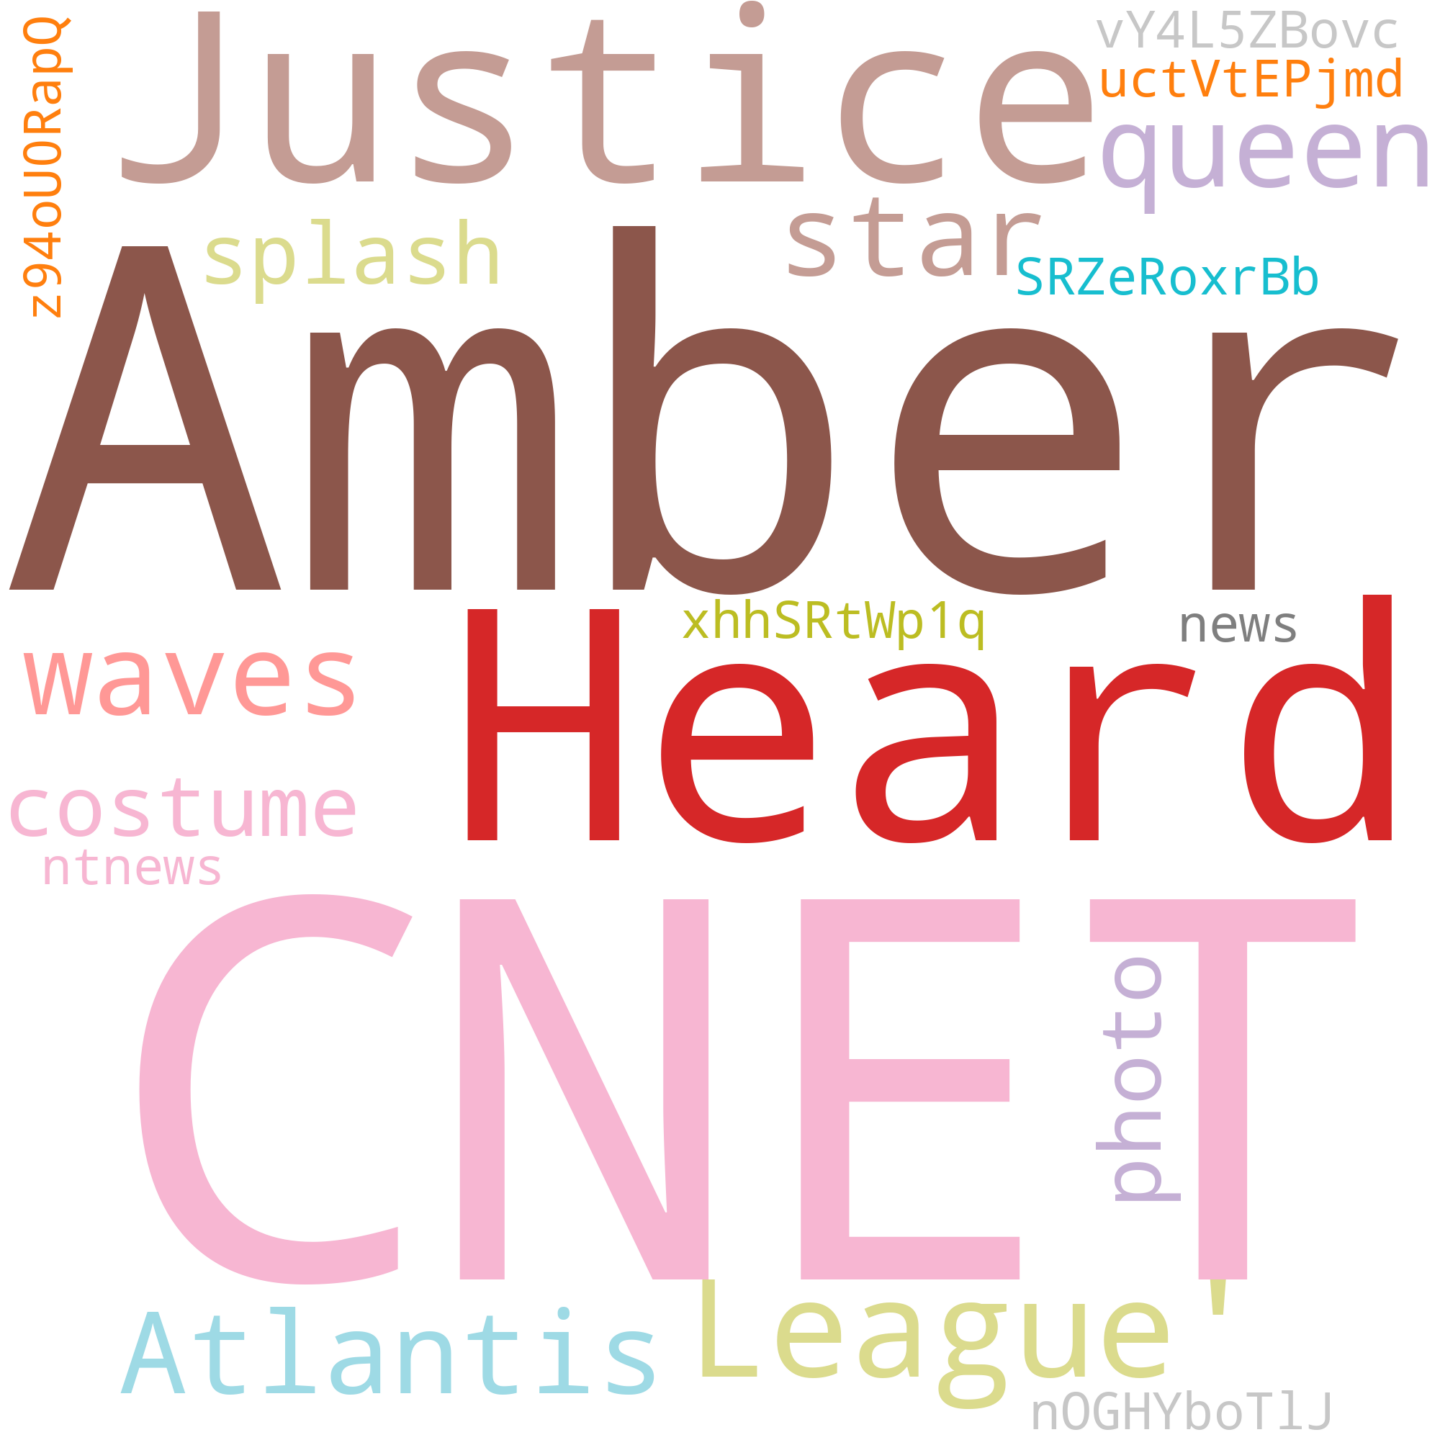 Justice
vY4L5ZBovc
uctVtEPjmd
queen
z94oU0RapQ
splash
star
SRZeRoxrBb
Amber
xhhSRtWp1q
news
waves
Heard
costume
ntnews
CNET
photo
Atlantis
League'
nOGHYboTlJ